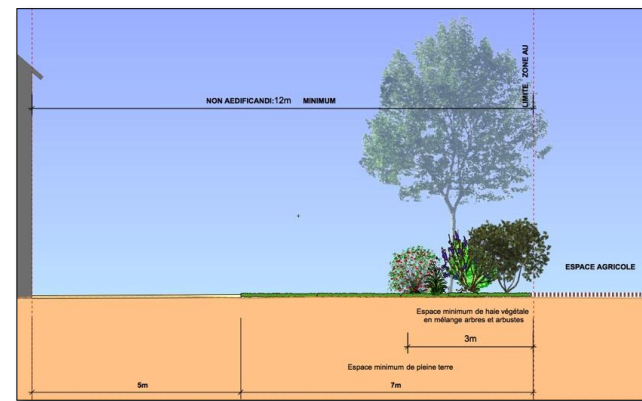 NON AEDIFICANDI:12m MINIMUM
LIMITE ZONE AU
ESPACE AGRICOLE
Espace minimum de haie végétale
en mélange arbres et arbustes
3m
Espace minimum de pleine terre
5m
7m